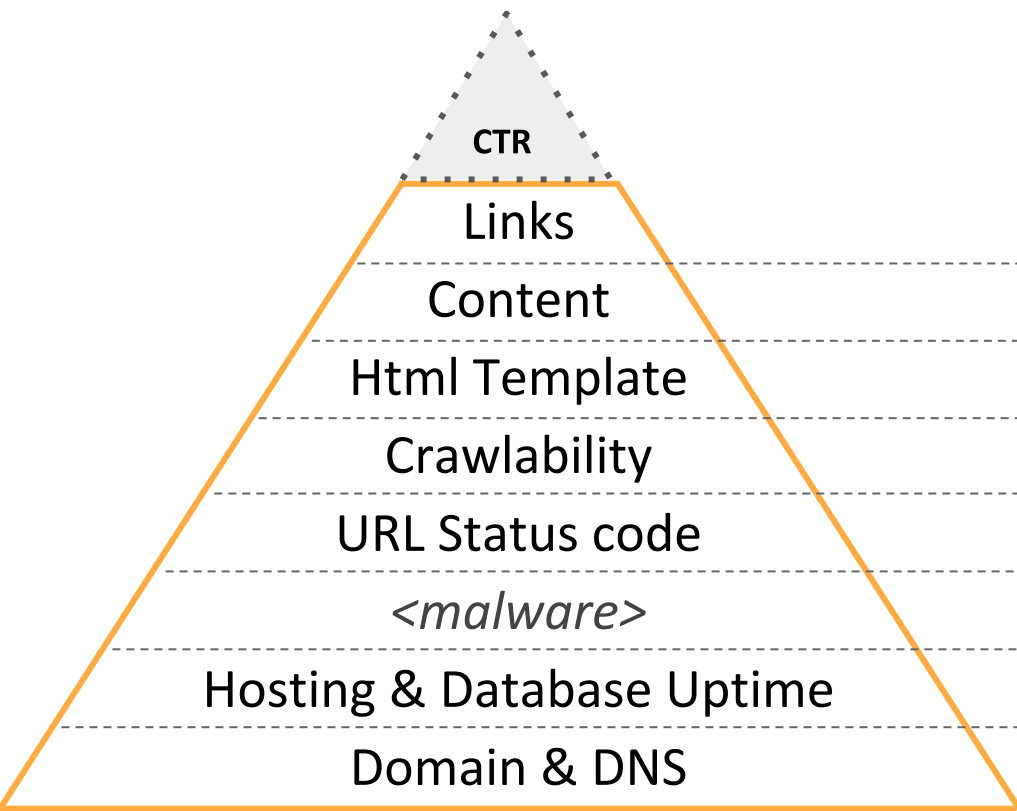 CTR
Links
Content
Html Template
Crawlability
URL Status code
<malware>
Hosting & Database Uptime
Domain & DNS